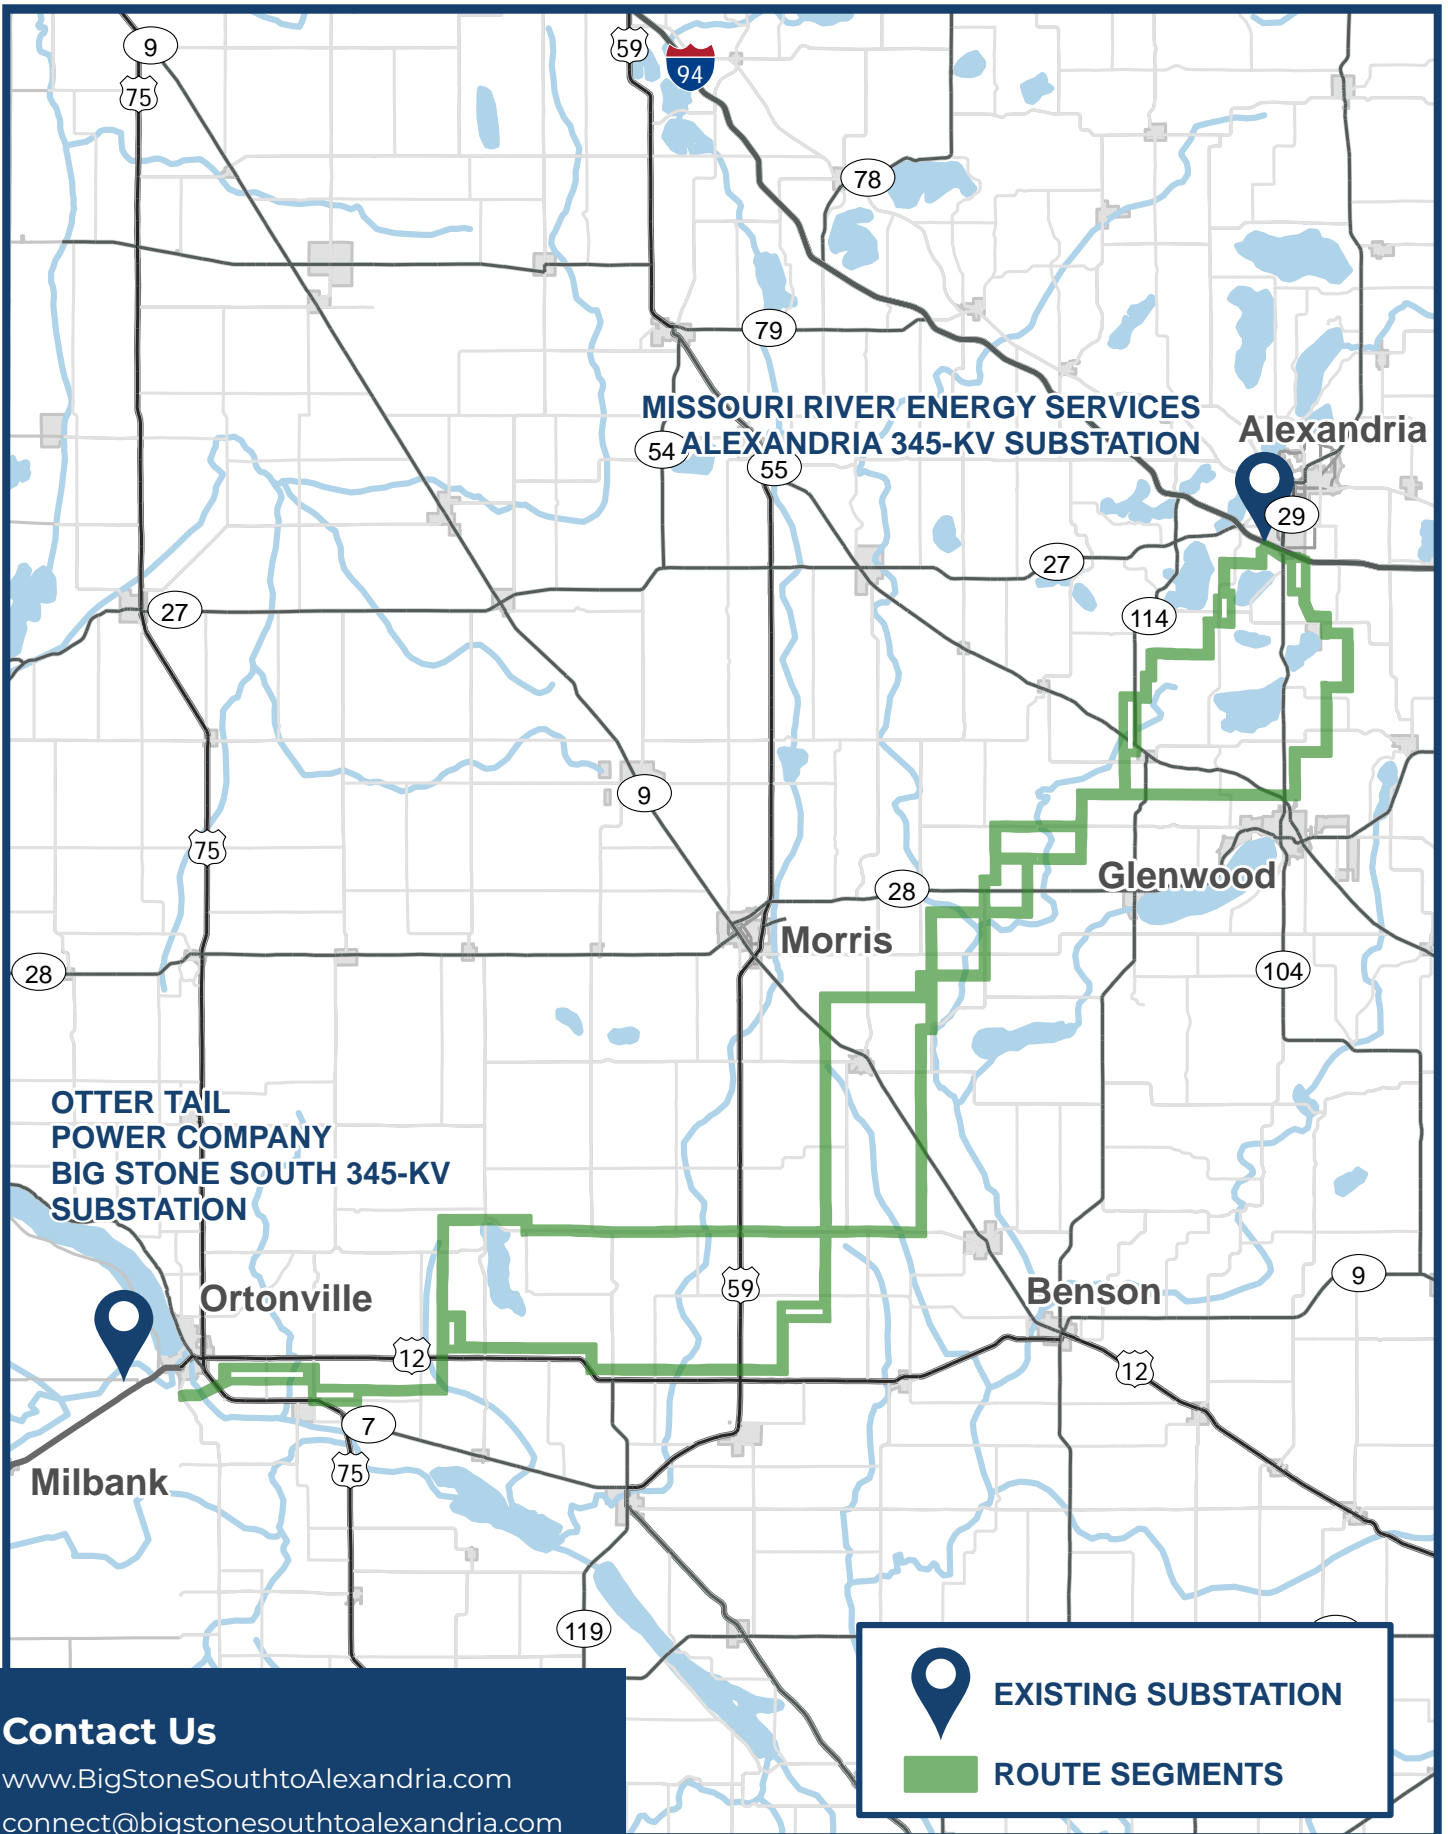 9
59
94
75
78
79
MISSOURI RIVER ENERGY SERVICES
ALEXANDRIA 345-KV SUBSTATION
Alexandria
54
55
29
27
27
114
9
75
Glenwood
28
Morris
28
104
OTTER TAIL
POWER COMPANY
BIG STONE SOUTH 345-KV
SUBSTATION
Ortonville
59
Benson
9
12
12
7
75
Milbank
119
EXISTING SUBSTATION
ROUTE SEGMENTS
Contact Us
www.BigStoneSouthtoAlexandria.com
connect@bigstonesouthtoalexandria.com